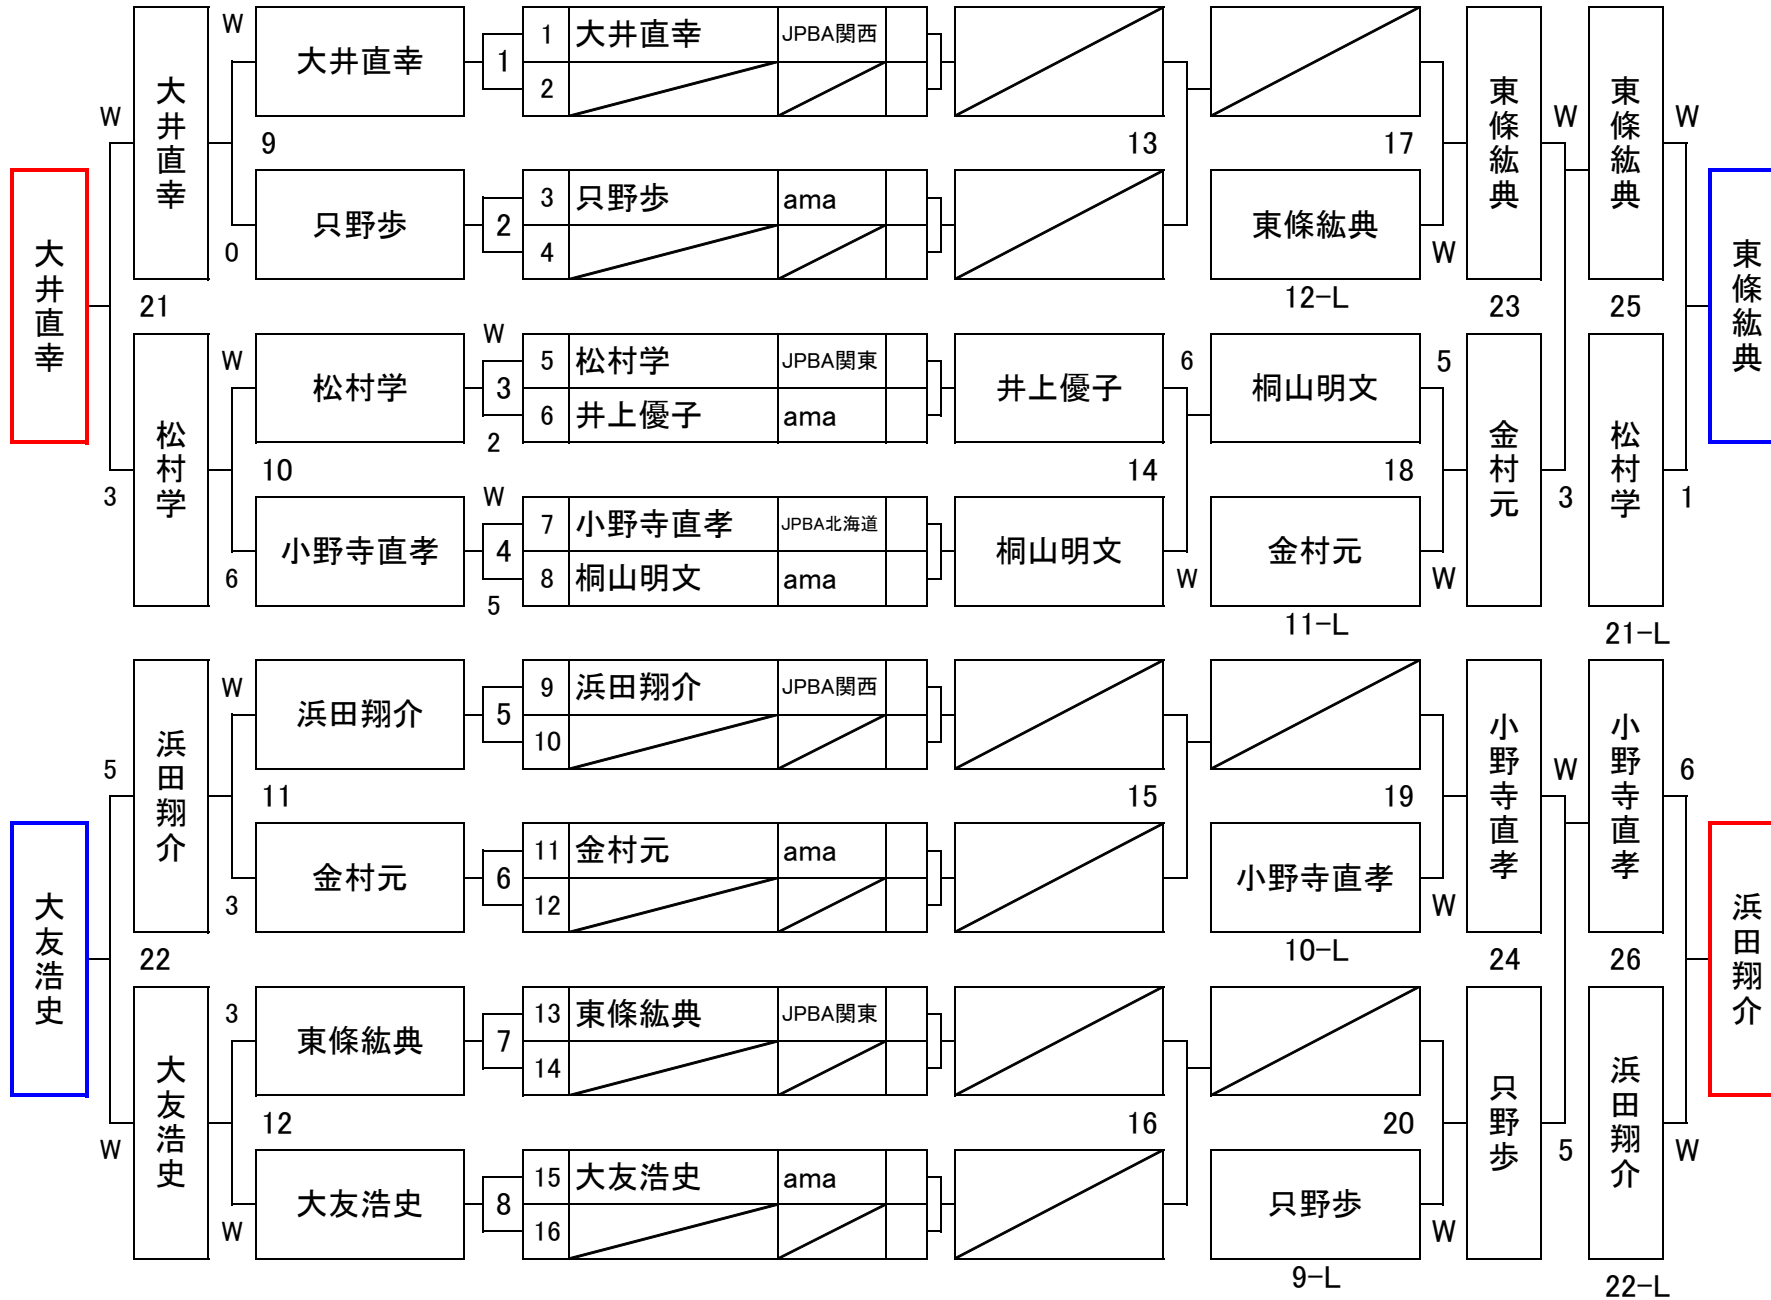 W 大井直幸 1 1 大井直幸 JPBA関西
2
W 大井直幸 9 13 17 東條紘典 W 東條紘典 W
0 只野歩 2 3 只野歩 ama 東條紘典 W
4
大井直幸 21 12-L 23 25 東條紘典
W 松村学 W 3 5 松村学 JPBA関東 井上優子 6 桐山明文 5
6 井上優子 ama
2
3 松村学 10 14 18 金村元 3 松村学 1
W
6 小野寺直孝 4 7 小野寺直孝 JPBA北海道 桐山明文 W 金村元 W
8 桐山明文 ama
5
11-L 21-L
W 浜田翔介 5 9 浜田翔介 JPBA関西
10
5 浜田翔介 11 15 19 小野寺直孝 W 小野寺直孝 6
3 金村元 6 11 金村元 ama 小野寺直孝 W
12
大友浩史 22 10-L 24 26 浜田翔介
3 東條紘典 7 13 東條紘典 JPBA関東
14
W 大友浩史 12 16 20 只野歩 5 浜田翔介 W
W 大友浩史 8 15 大友浩史 ama 只野歩 W
16
9-L 22-L